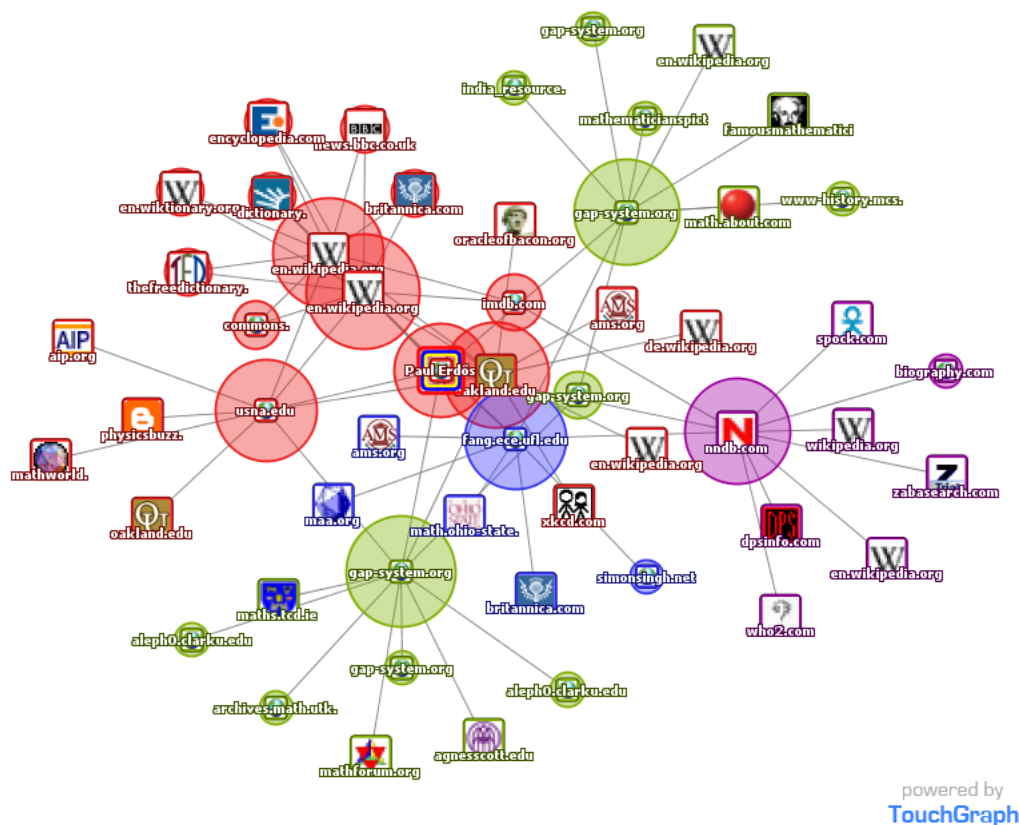 gap-system.org
en.wikipedia.org
india_resource.
mathematicianspict
famousmathematici
encyclopedia.com
news.bbc.co.uk
BBC
en.wiktionary.org
dictionary.
britannica.com
gap-system.org
math.about.com
www-history.mcs.
oracleofbacon.org
en.wikipedia.org
thefreedictionary.
en.wikipedia.org
imdb.com
commons.
AMS
ams.org
AIP
aip.org
de.wikipedia.org
spock.com
Paul Erdős
oakland.edu
biography.com
gap-system.org
usna.edu
physicsbuzz.
AMS
ams.org
fang.ece.ufl.edu
nndb.com
wikipedia.org
mathworld.
en.wikipedia.org
zabasearch.com
oakland.edu
maa.org
math.ohio-state.
xkcd.com
DPS
dpsinfo.com
gap-system.org
simonsingh.net
en.wikipedia.org
britannica.com
maths.tcd.ie
who2.com
aleph0.clarku.edu
gap-system.org
aleph0.clarku.edu
archives.math.utk.
agnesscott.edu
mathforum.org
powered by
TouchGraph